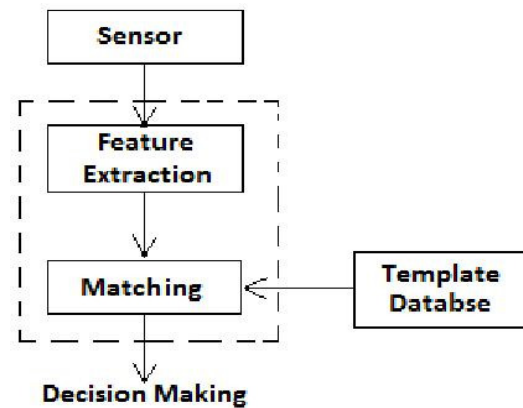 Sensor
Feature
Extraction
Matching
Template
Databse
Decision Making